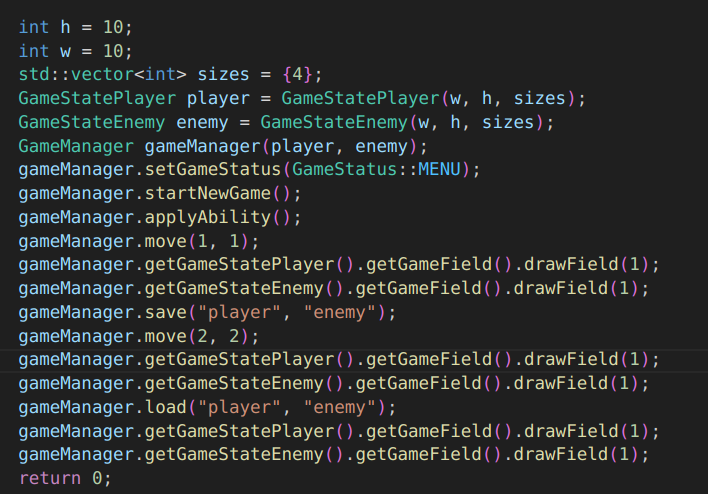 int h = 10;
int w = 10;
std::vector<int> sizes = {4};
GameStatePlayer player = GameStatePlayer(w, h, sizes);
GameStateEnemy enemy = GameStateEnemy(w, h, sizes);
GameManager gameManager(player, enemy);
gameManager.setGameStatus(GameStatus::MENU);
gameManager.startNewGame();
gameManager.applyAbility();
gameManager.move(1, 1);
gameManager.getGameStatePlayer().getGameField().drawField(1);
gameManager.getGameStateEnemy().getGameField().drawField(1);
gameManager.save("player", "enemy");
gameManager.move(2, 2);
gameManager.getGameStatePlayer().getGameField().drawField(1);
gameManager.getGameStateEnemy().getGameField().drawField(1);
gameManager.load("player", "enemy");
gameManager.getGameStatePlayer().getGameField().drawField(1);
gameManager.getGameStateEnemy().getGameField().drawField(1);
return 0;